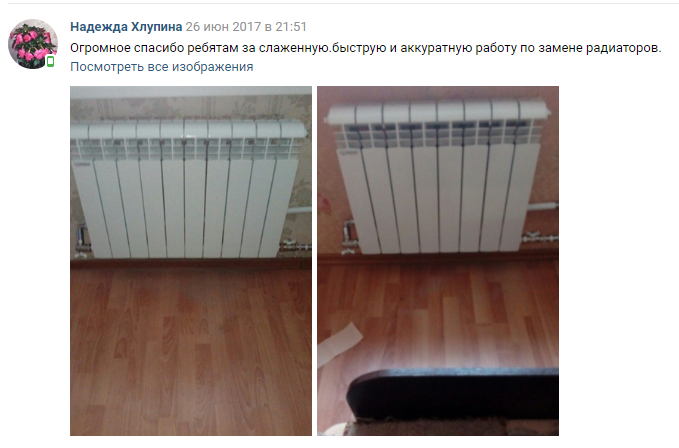 Надежда Хлупина 26 июн 2017 в 21:51
Огромное спасибо ребятам за слаженную.быструю и аккуратную работу по замене радиаторов.
Посмотреть все изображения